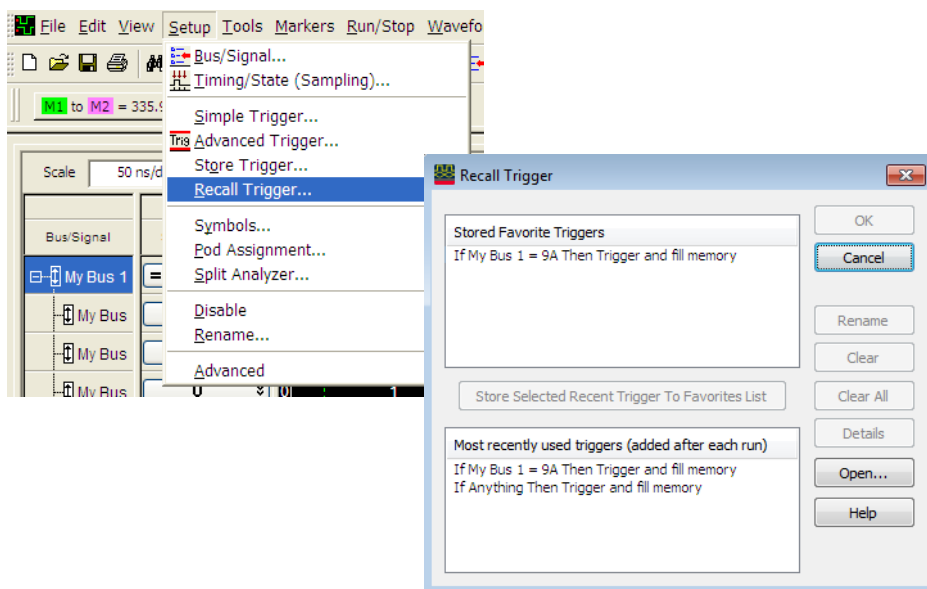 File Edit View Setup Tools Markers Run/Stop Wavefo
Bus/Signal...
Timing/State (Sampling)...
M1 to M2 = 335.9
Simple Trigger...
Trig Advanced Trigger...
Store Trigger...
Recall Trigger...
Symbols...
Pod Assignment...
Split Analyzer...
Disable
Rename...
Advanced
Scale 50 ns/d
Bus/Signal
My Bus 1 =
My Bus
My Bus
My Bus 0 0 1
Recall Trigger
Stored Favorite Triggers
If My Bus 1 = 9A Then Trigger and fill memory
Store Selected Recent Trigger To Favorites List
Most recently used triggers (added after each run)
If My Bus 1 = 9A Then Trigger and fill memory
If Anything Then Trigger and fill memory
OK
Cancel
Rename
Clear
Clear All
Details
Open...
Help